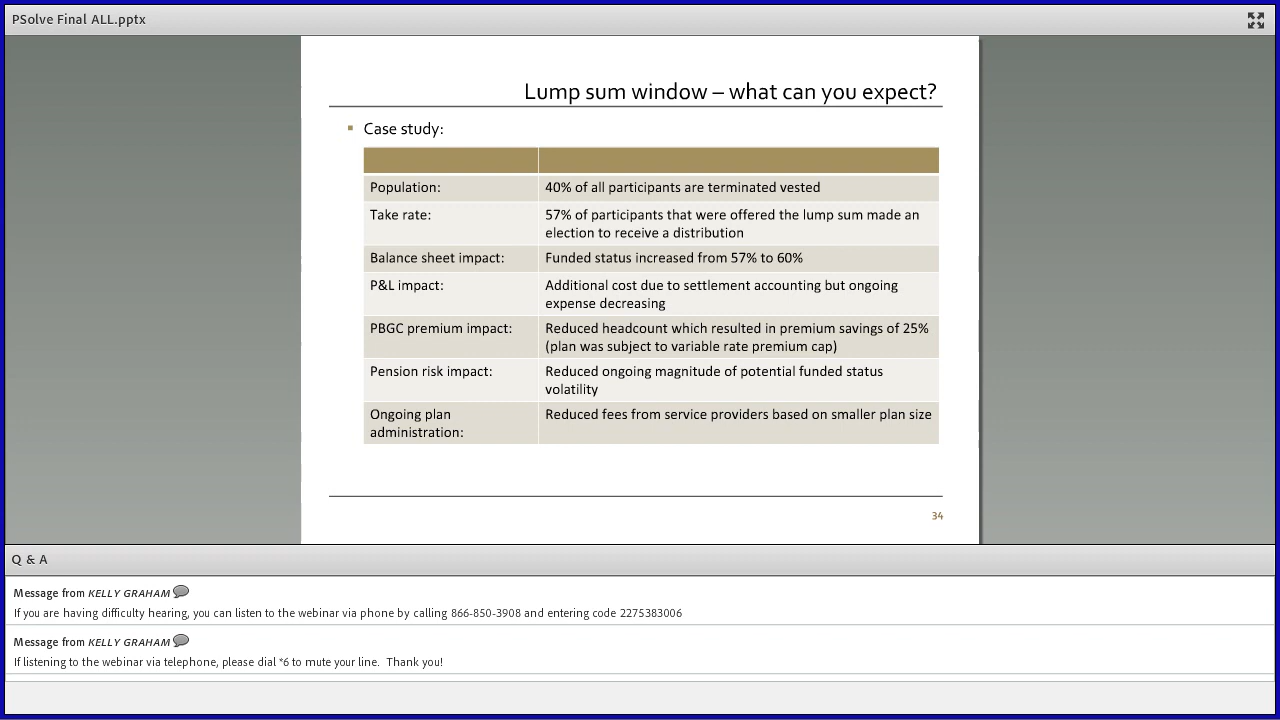 PSolve Final ALL.pptx
Lump sum window – what can you expect?
Case study:
Population:
40% of all participants are terminated vested
Take rate:
57% of participants that were offered the lump sum made an
election to receive a distribution
Balance sheet impact:
Funded status increased from 57% to 60%
P&L impact:
Additional cost due to settlement accounting but ongoing
expense decreasing
PBGC premium impact:
Reduced headcount which resulted in premium savings of 25%
(plan was subject to variable rate premium cap)
Pension risk impact:
Reduced ongoing magnitude of potential funded status
volatility
Ongoing plan
administration:
Reduced fees from service providers based on smaller plan size
34
Q & A
Message from KELLY GRAHAM
If you are having difficulty hearing, you can listen to the webinar via phone by calling 866-850-3908 and entering code 2275383006
Message from KELLY GRAHAM
If listening to the webinar via telephone, please dial *6 to mute your line.  Thank you!